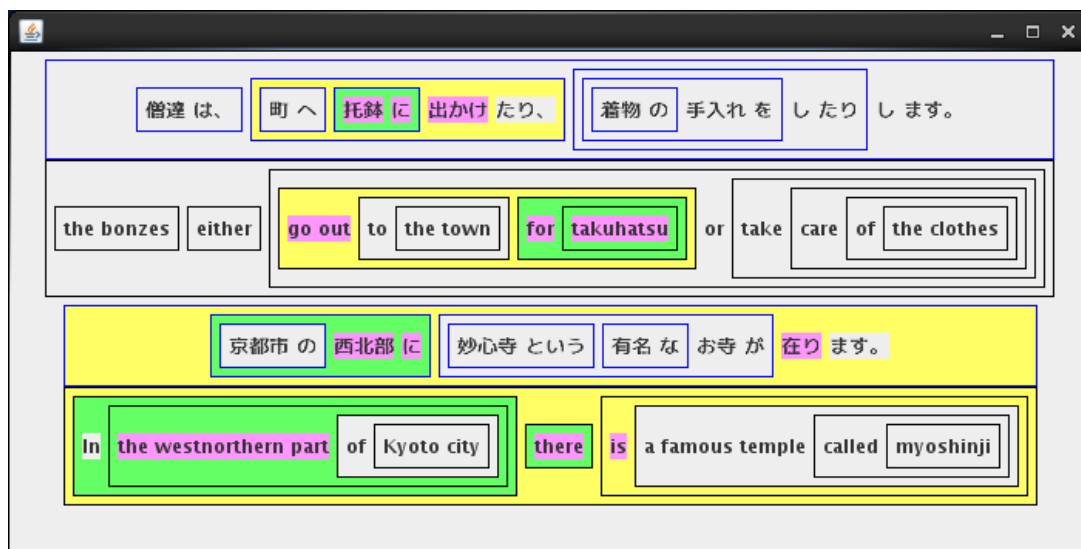 僧達 は、 町 へ 托鉢 に 出かけ たり、 着物 の 手入れ を し たり し ます。
the bonzes either go out to the town for takuhatsu or take care of the clothes
京都市 の 西北部 に 妙心寺 という 有名 な お寺 が 在り ます。
In the westnorthern part of Kyoto city there is a famous temple called myoshinji